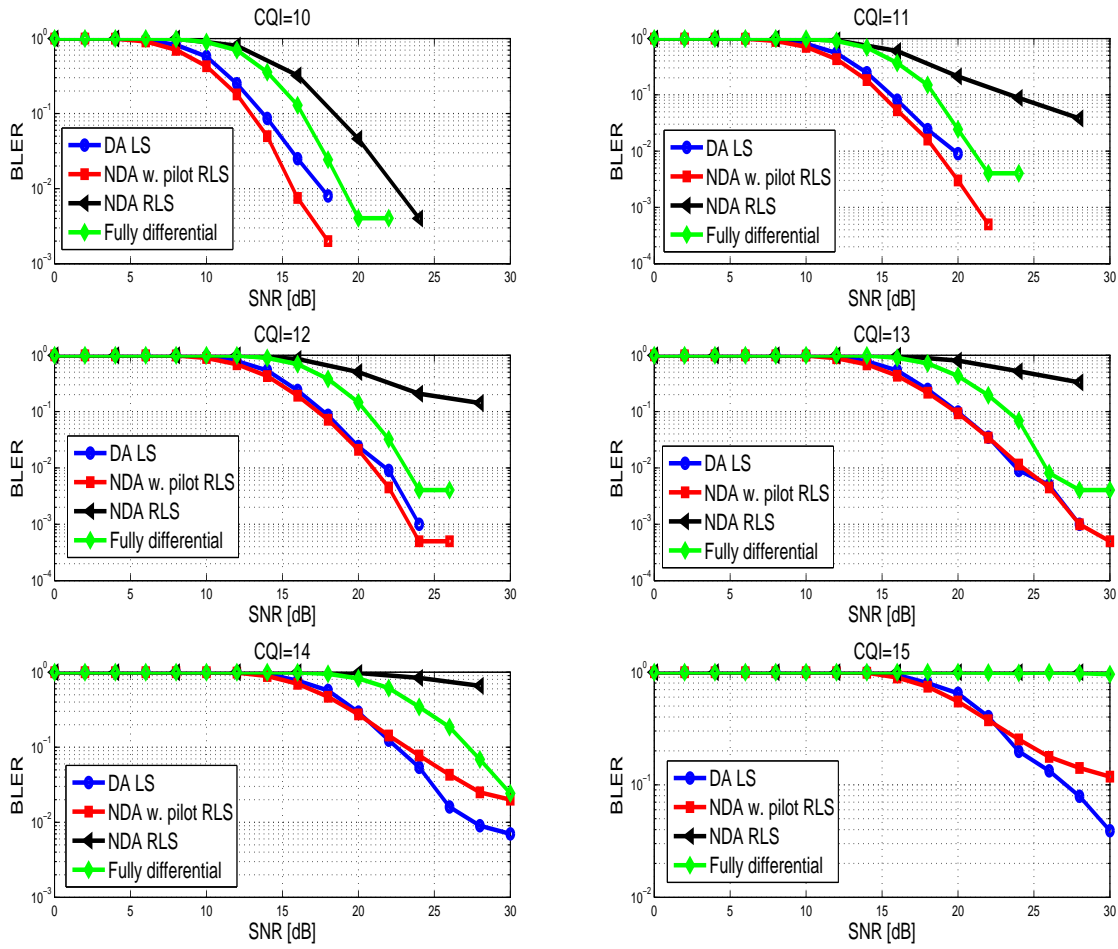 CQI=10
BLER
10^0
10^−1
10^−2
10^−3
DA LS
NDA w. pilot RLS
NDA RLS
Fully differential
0 5 10 15 20 25 30
SNR [dB]
CQI=11
BLER
10^0
10^−1
10^−2
10^−3
10^−4
DA LS
NDA w. pilot RLS
NDA RLS
Fully differential
0 5 10 15 20 25 30
SNR [dB]
CQI=12
BLER
10^0
10^−1
10^−2
10^−3
10^−4
DA LS
NDA w. pilot RLS
NDA RLS
Fully differential
0 5 10 15 20 25 30
SNR [dB]
CQI=13
BLER
10^0
10^−1
10^−2
10^−3
10^−4
DA LS
NDA w. pilot RLS
NDA RLS
Fully differential
0 5 10 15 20 25 30
SNR [dB]
CQI=14
BLER
10^0
10^−1
10^−2
10^−3
DA LS
NDA w. pilot RLS
NDA RLS
Fully differential
0 5 10 15 20 25 30
SNR [dB]
CQI=15
BLER
10^0
10^−1
10^−2
DA LS
NDA w. pilot RLS
NDA RLS
Fully differential
0 5 10 15 20 25 30
SNR [dB]